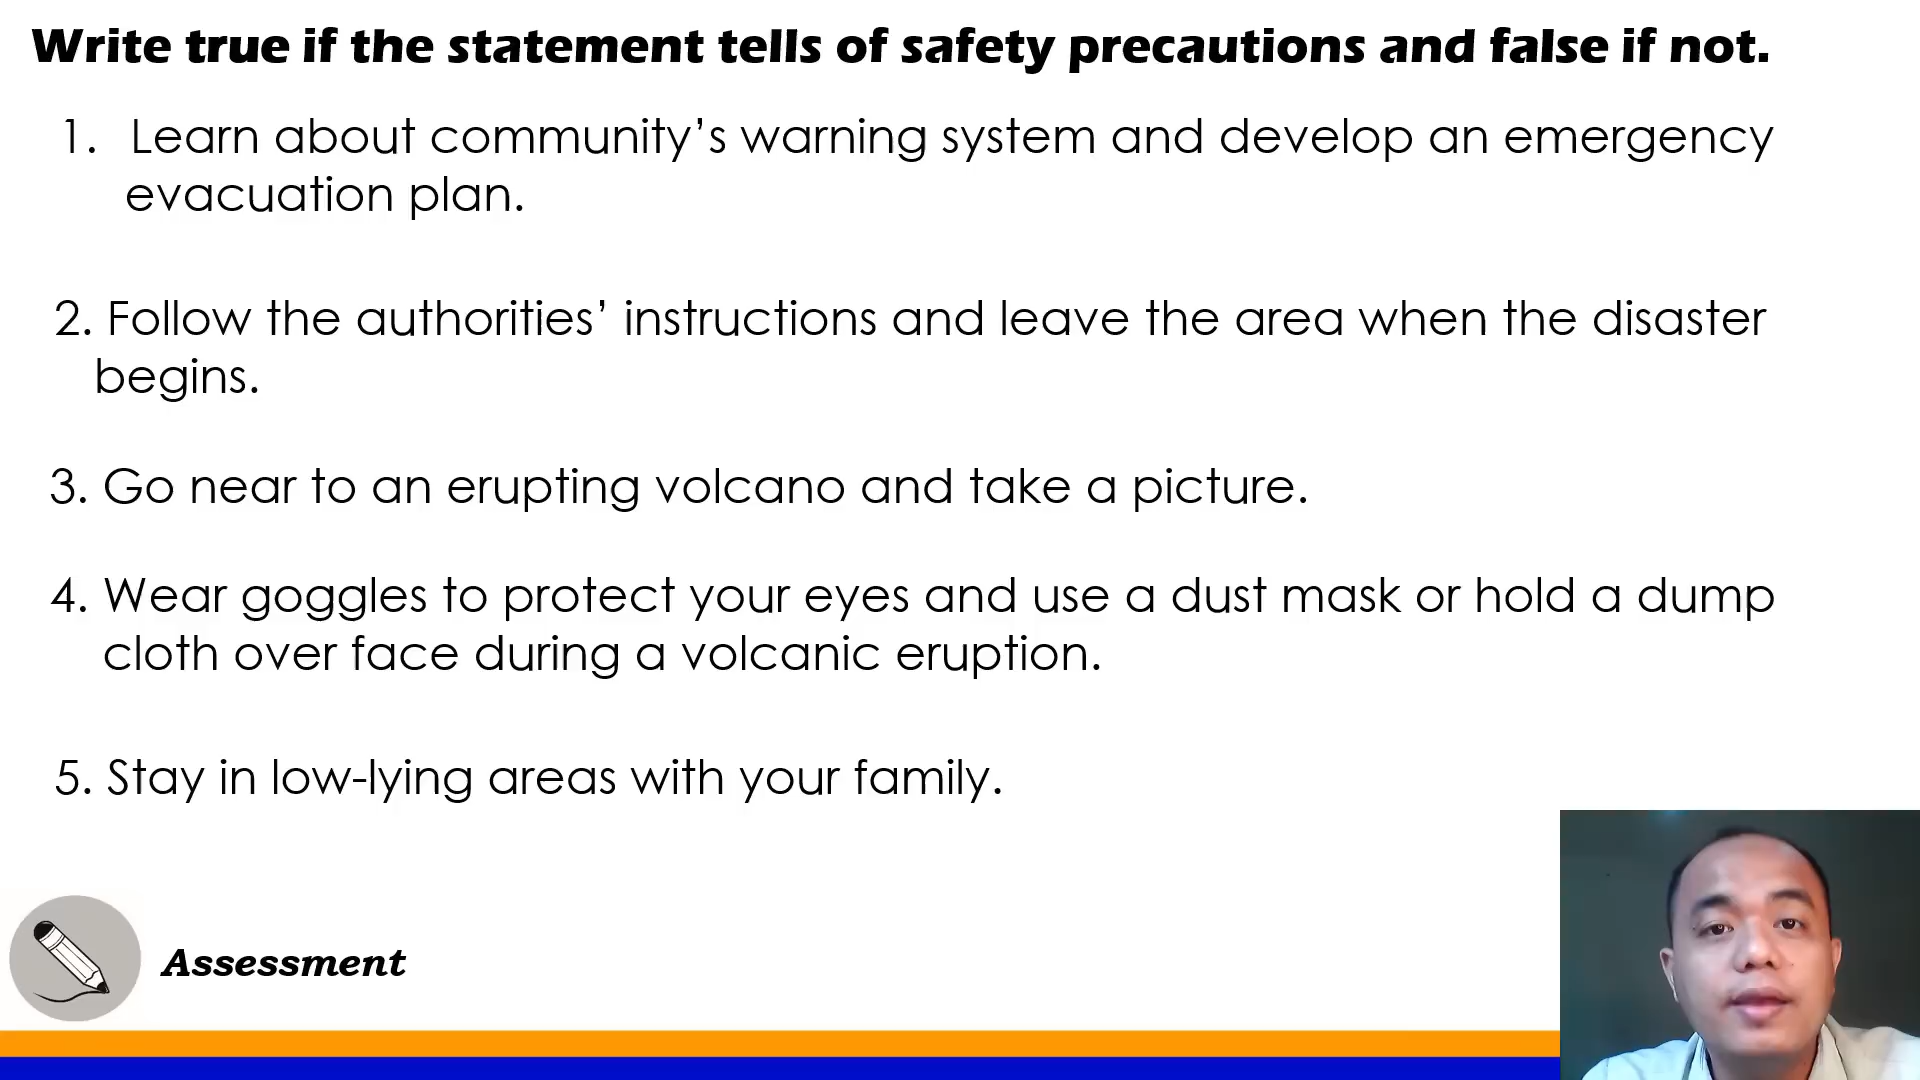 Write true if the statement tells of safety precautions and false if not.
1. Learn about community’s warning system and develop an emergency
evacuation plan.
2. Follow the authorities’ instructions and leave the area when the disaster
begins.
3. Go near to an erupting volcano and take a picture.
4. Wear goggles to protect your eyes and use a dust mask or hold a dump
cloth over face during a volcanic eruption.
5. Stay in low-lying areas with your family.
Assessment